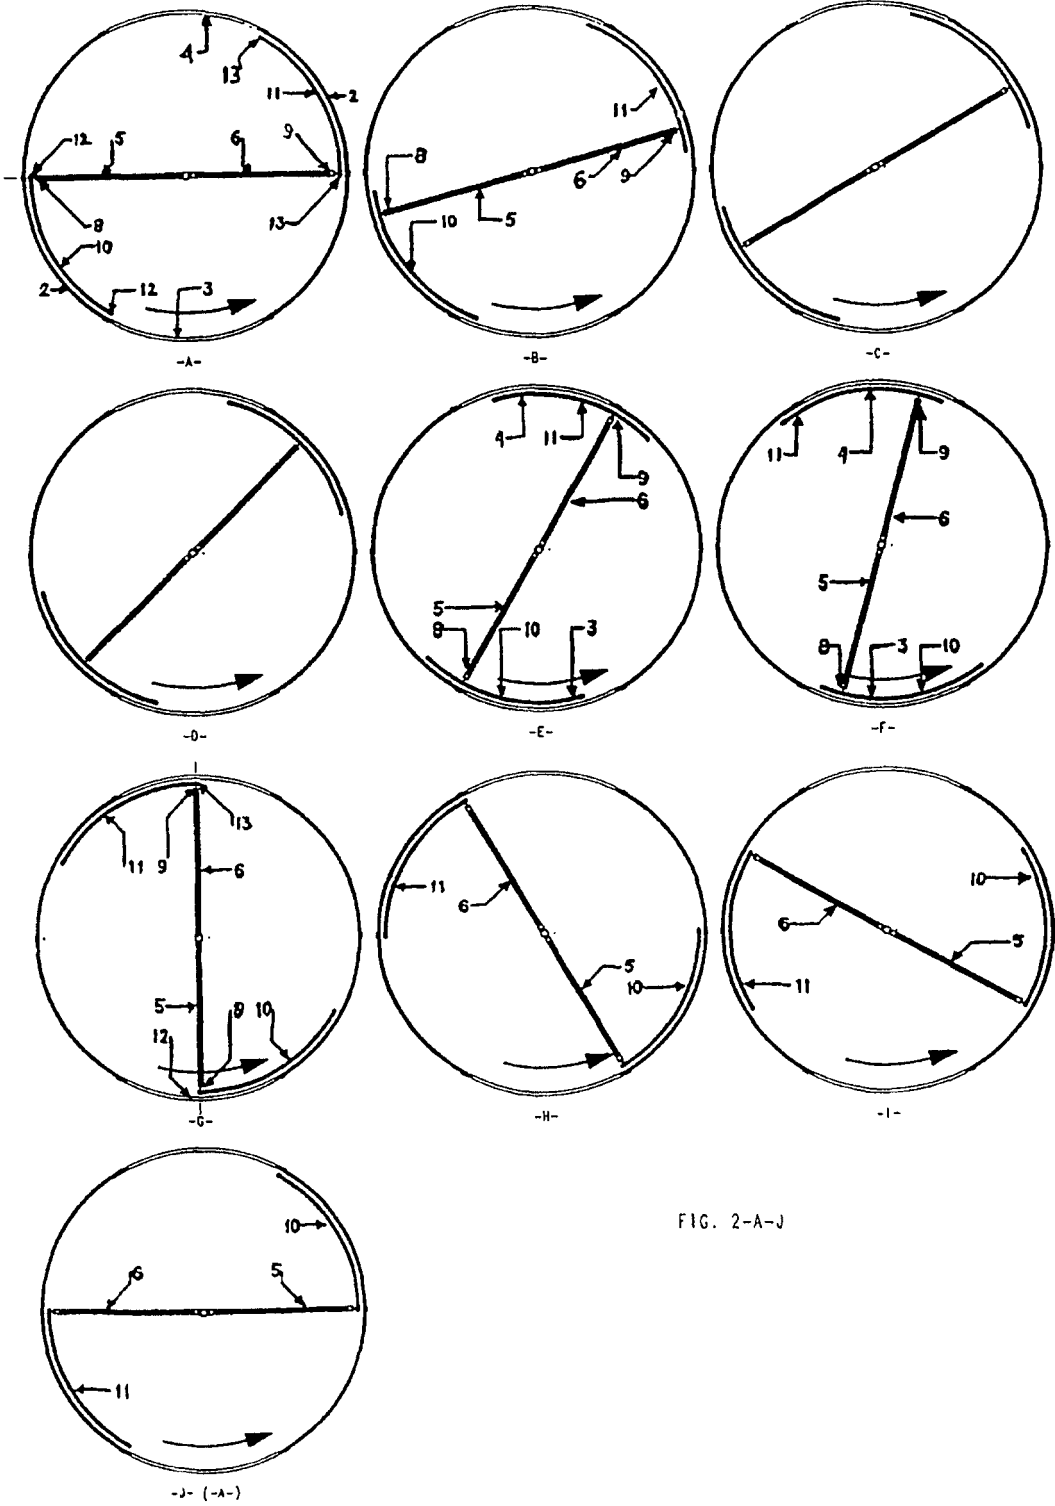 4
13
11 2
12 5 6 9
8 13
10
2 12 3
-A-
11
8
6 9
10 5
-B-
-C-
-D-
4 11
9
6
5
8 10 3
-E-
11 4 9
6
5
8 3 10
-F-
13
11 9
6
5 8 10
12
-G-
11
6
5
10
-H-
10
6 5
11
-I-
10
6 5
11
-J- (-A-)
FIG. 2-A-J